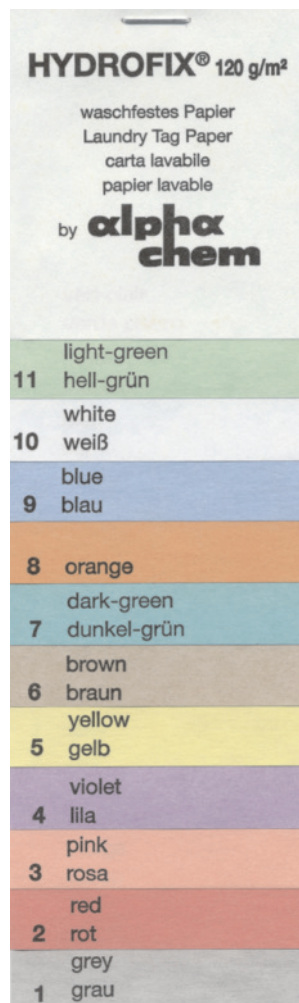 HYDROFIX® 120 g/m²
waschfestes Papier
Laundry Tag Paper
carta lavabile
papier lavable
by alpha
chem
light-green
11 hell-grün
white
10 weiß
blue
9 blau
8 orange
dark-green
7 dunkel-grün
brown
6 braun
yellow
5 gelb
violet
4 lila
pink
3 rosa
red
2 rot
grey
1 grau